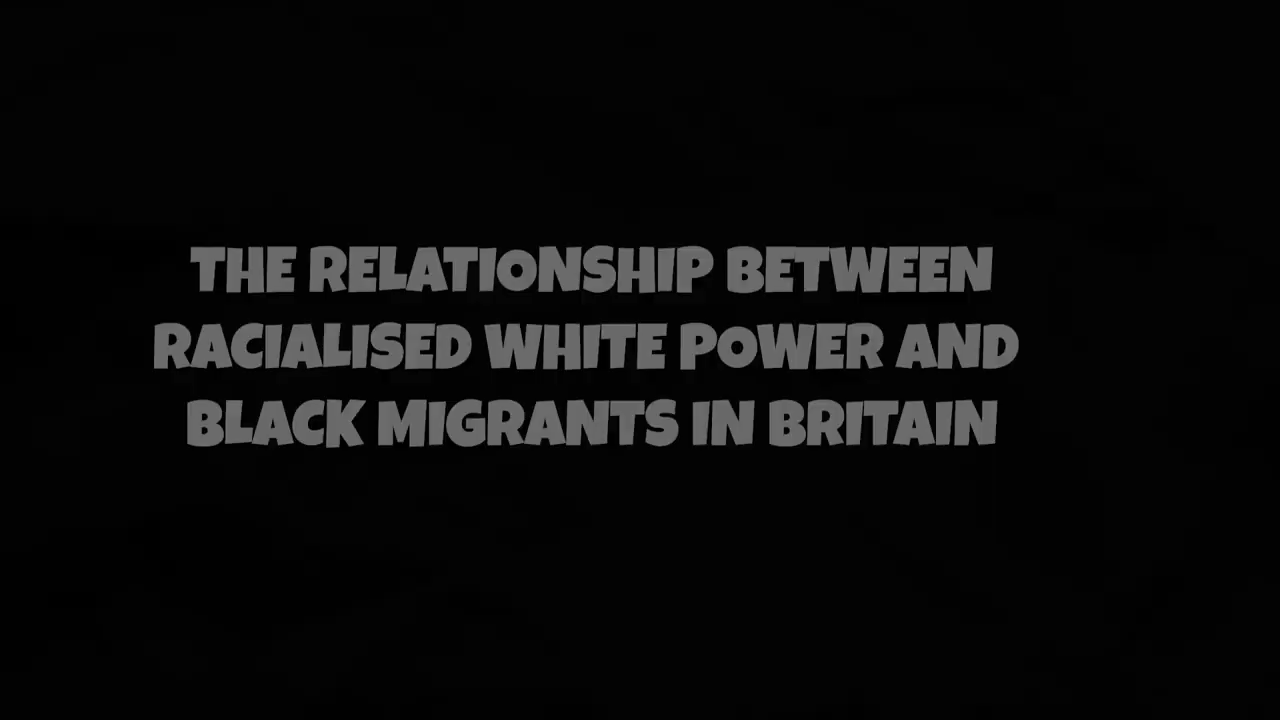 THE RELATIONSHIP BETWEEN
RACIALISED WHITE POWER AND
BLACK MIGRANTS IN BRITAIN